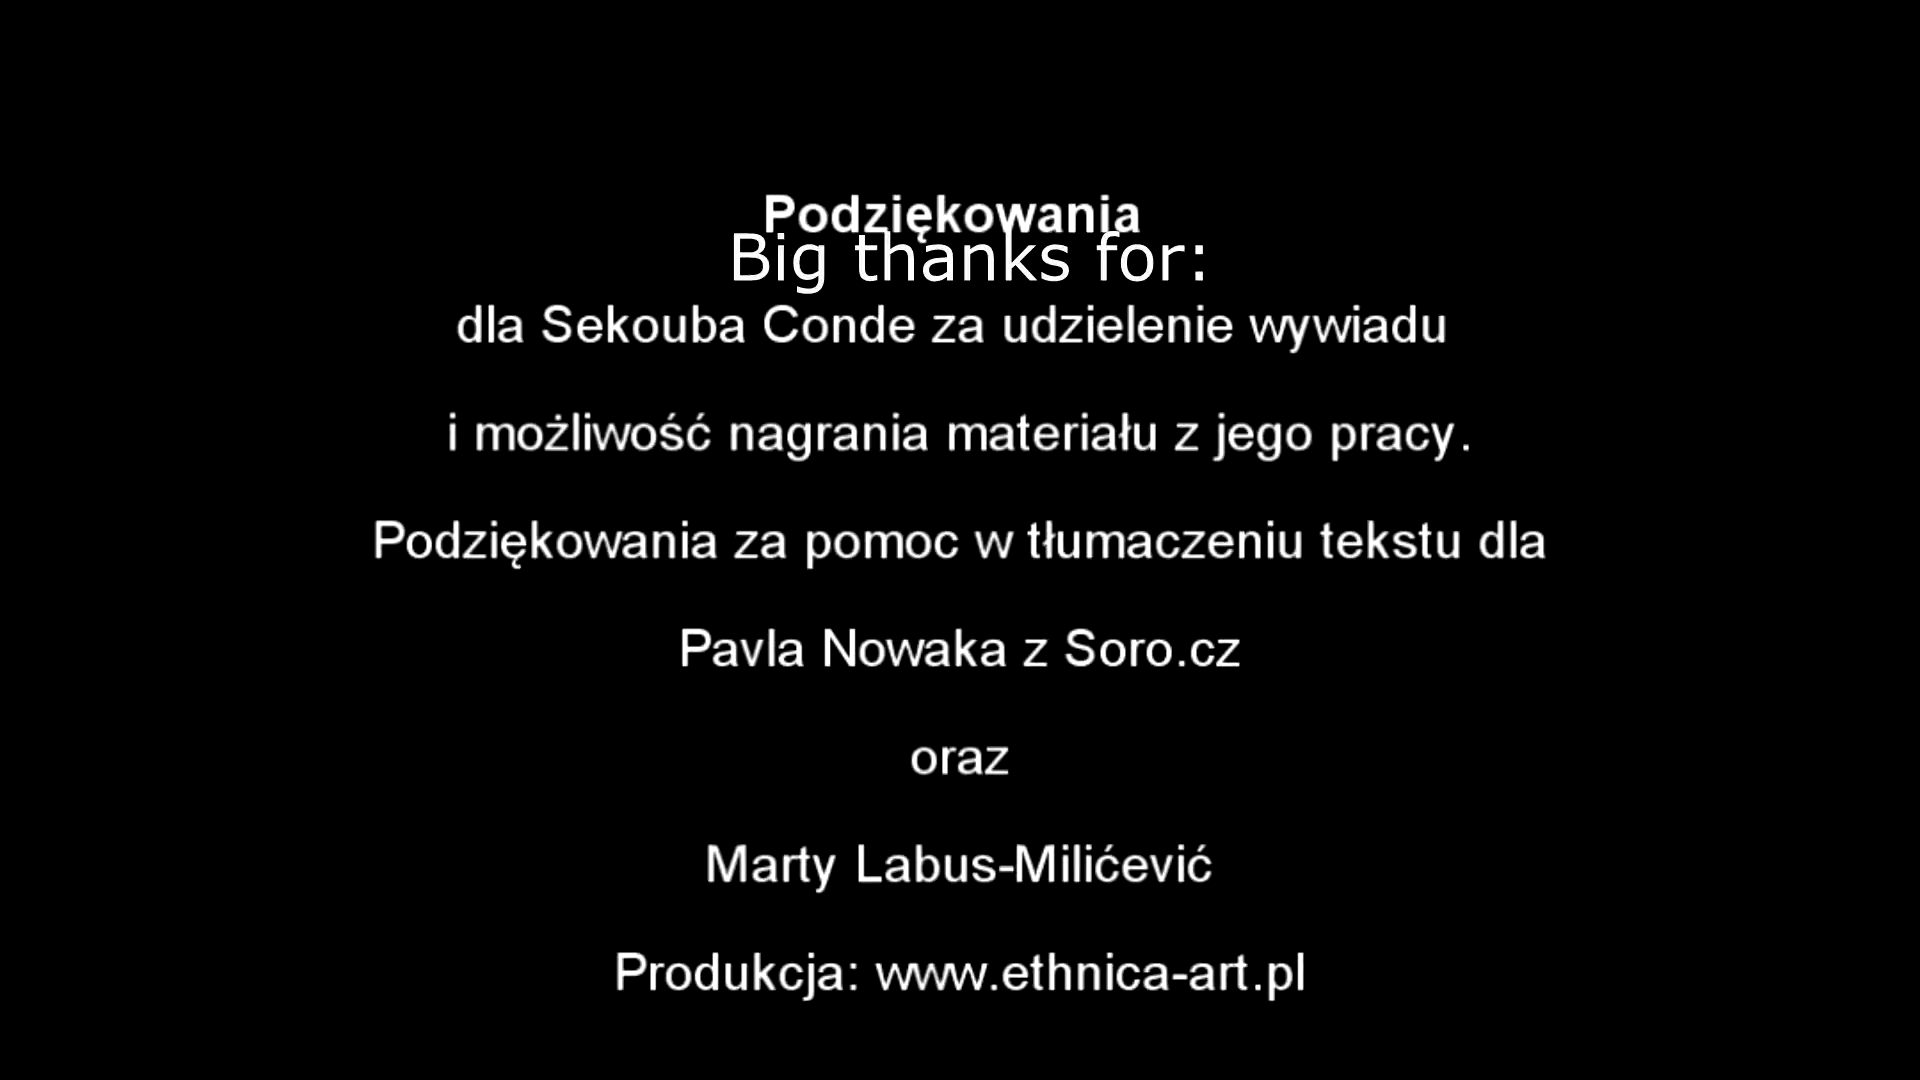 Podziękowania
Big thanks for:
dla Sekouba Conde za udzielenie wywiadu
i możliwość nagrania materiału z jego pracy.
Podziękowania za pomoc w tłumaczeniu tekstu dla
Pavla Nowaka z Soro.cz
oraz
Marty Labus-Milićević
Produkcja: www.ethnica-art.pl